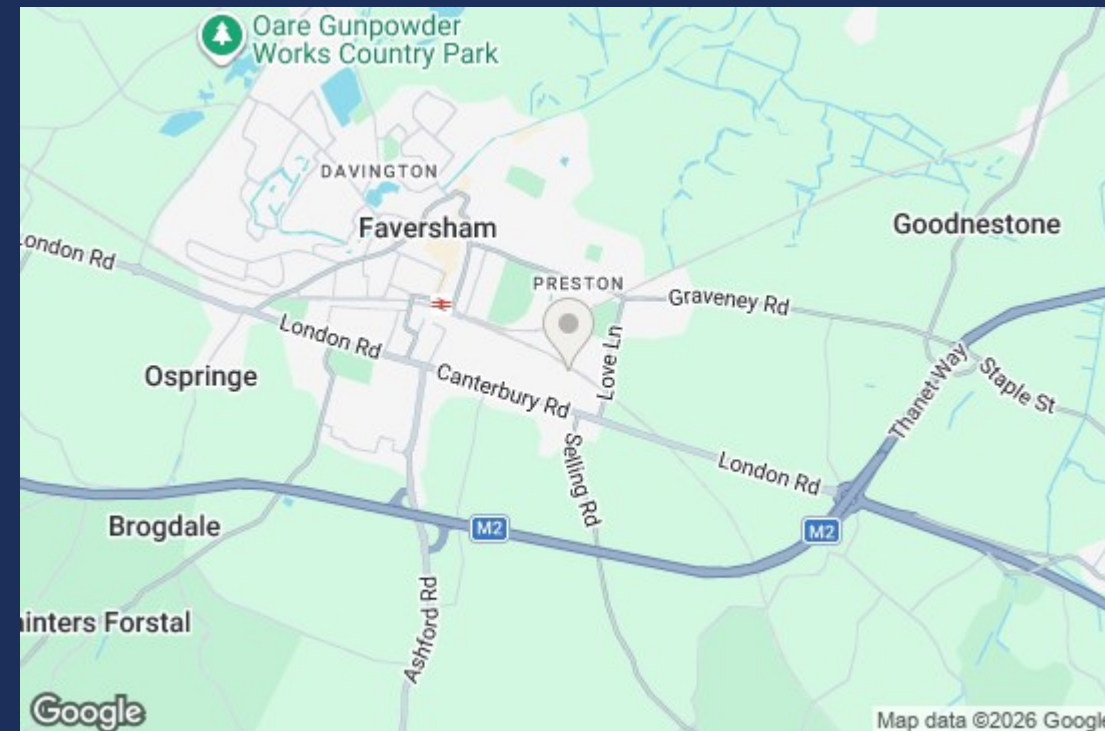 Oare Gunpowder
Works Country Park
DAVINGTON
Faversham
Goodnestone
London Rd
PRESTON
Graveney Rd
London Rd
Love Ln
Thanet Way
Ospringe
Canterbury Rd
Staple St
Selling Rd
London Rd
Brogdale
M2
M2
Ashford Rd
ainters Forstal
Google
Map data ©2026 Google